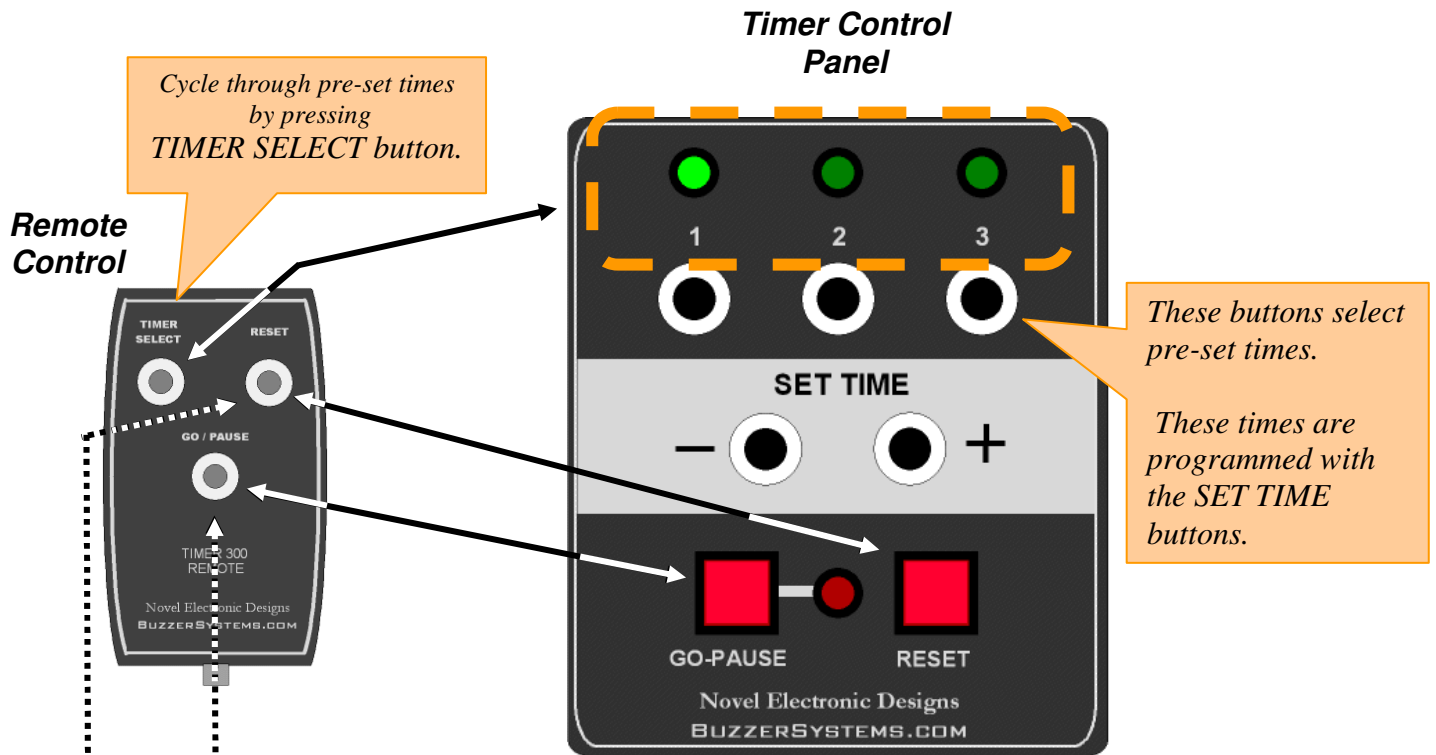 Timer Control
Panel
Cycle through pre-set times
by pressing
TIMER SELECT button.
Remote
Control
1 2 3
TIMER
SELECT
RESET
GO / PAUSE
TIMER 300
REMOTE
Novel Electronic Designs
BUZZERSYSTEMS.COM
SET TIME
− +
GO-PAUSE RESET
Novel Electronic Designs
BUZZERSYSTEMS.COM
These buttons select
pre-set times.
These times are
programmed with
the SET TIME
buttons.